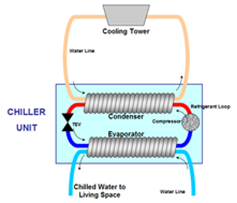 Cooling Tower
Water Line
Refrigerant Loop
Condenser
Compressor
CHILLER
UNIT
TEV
Evaporator
Chilled Water to
Living Space
Water Line